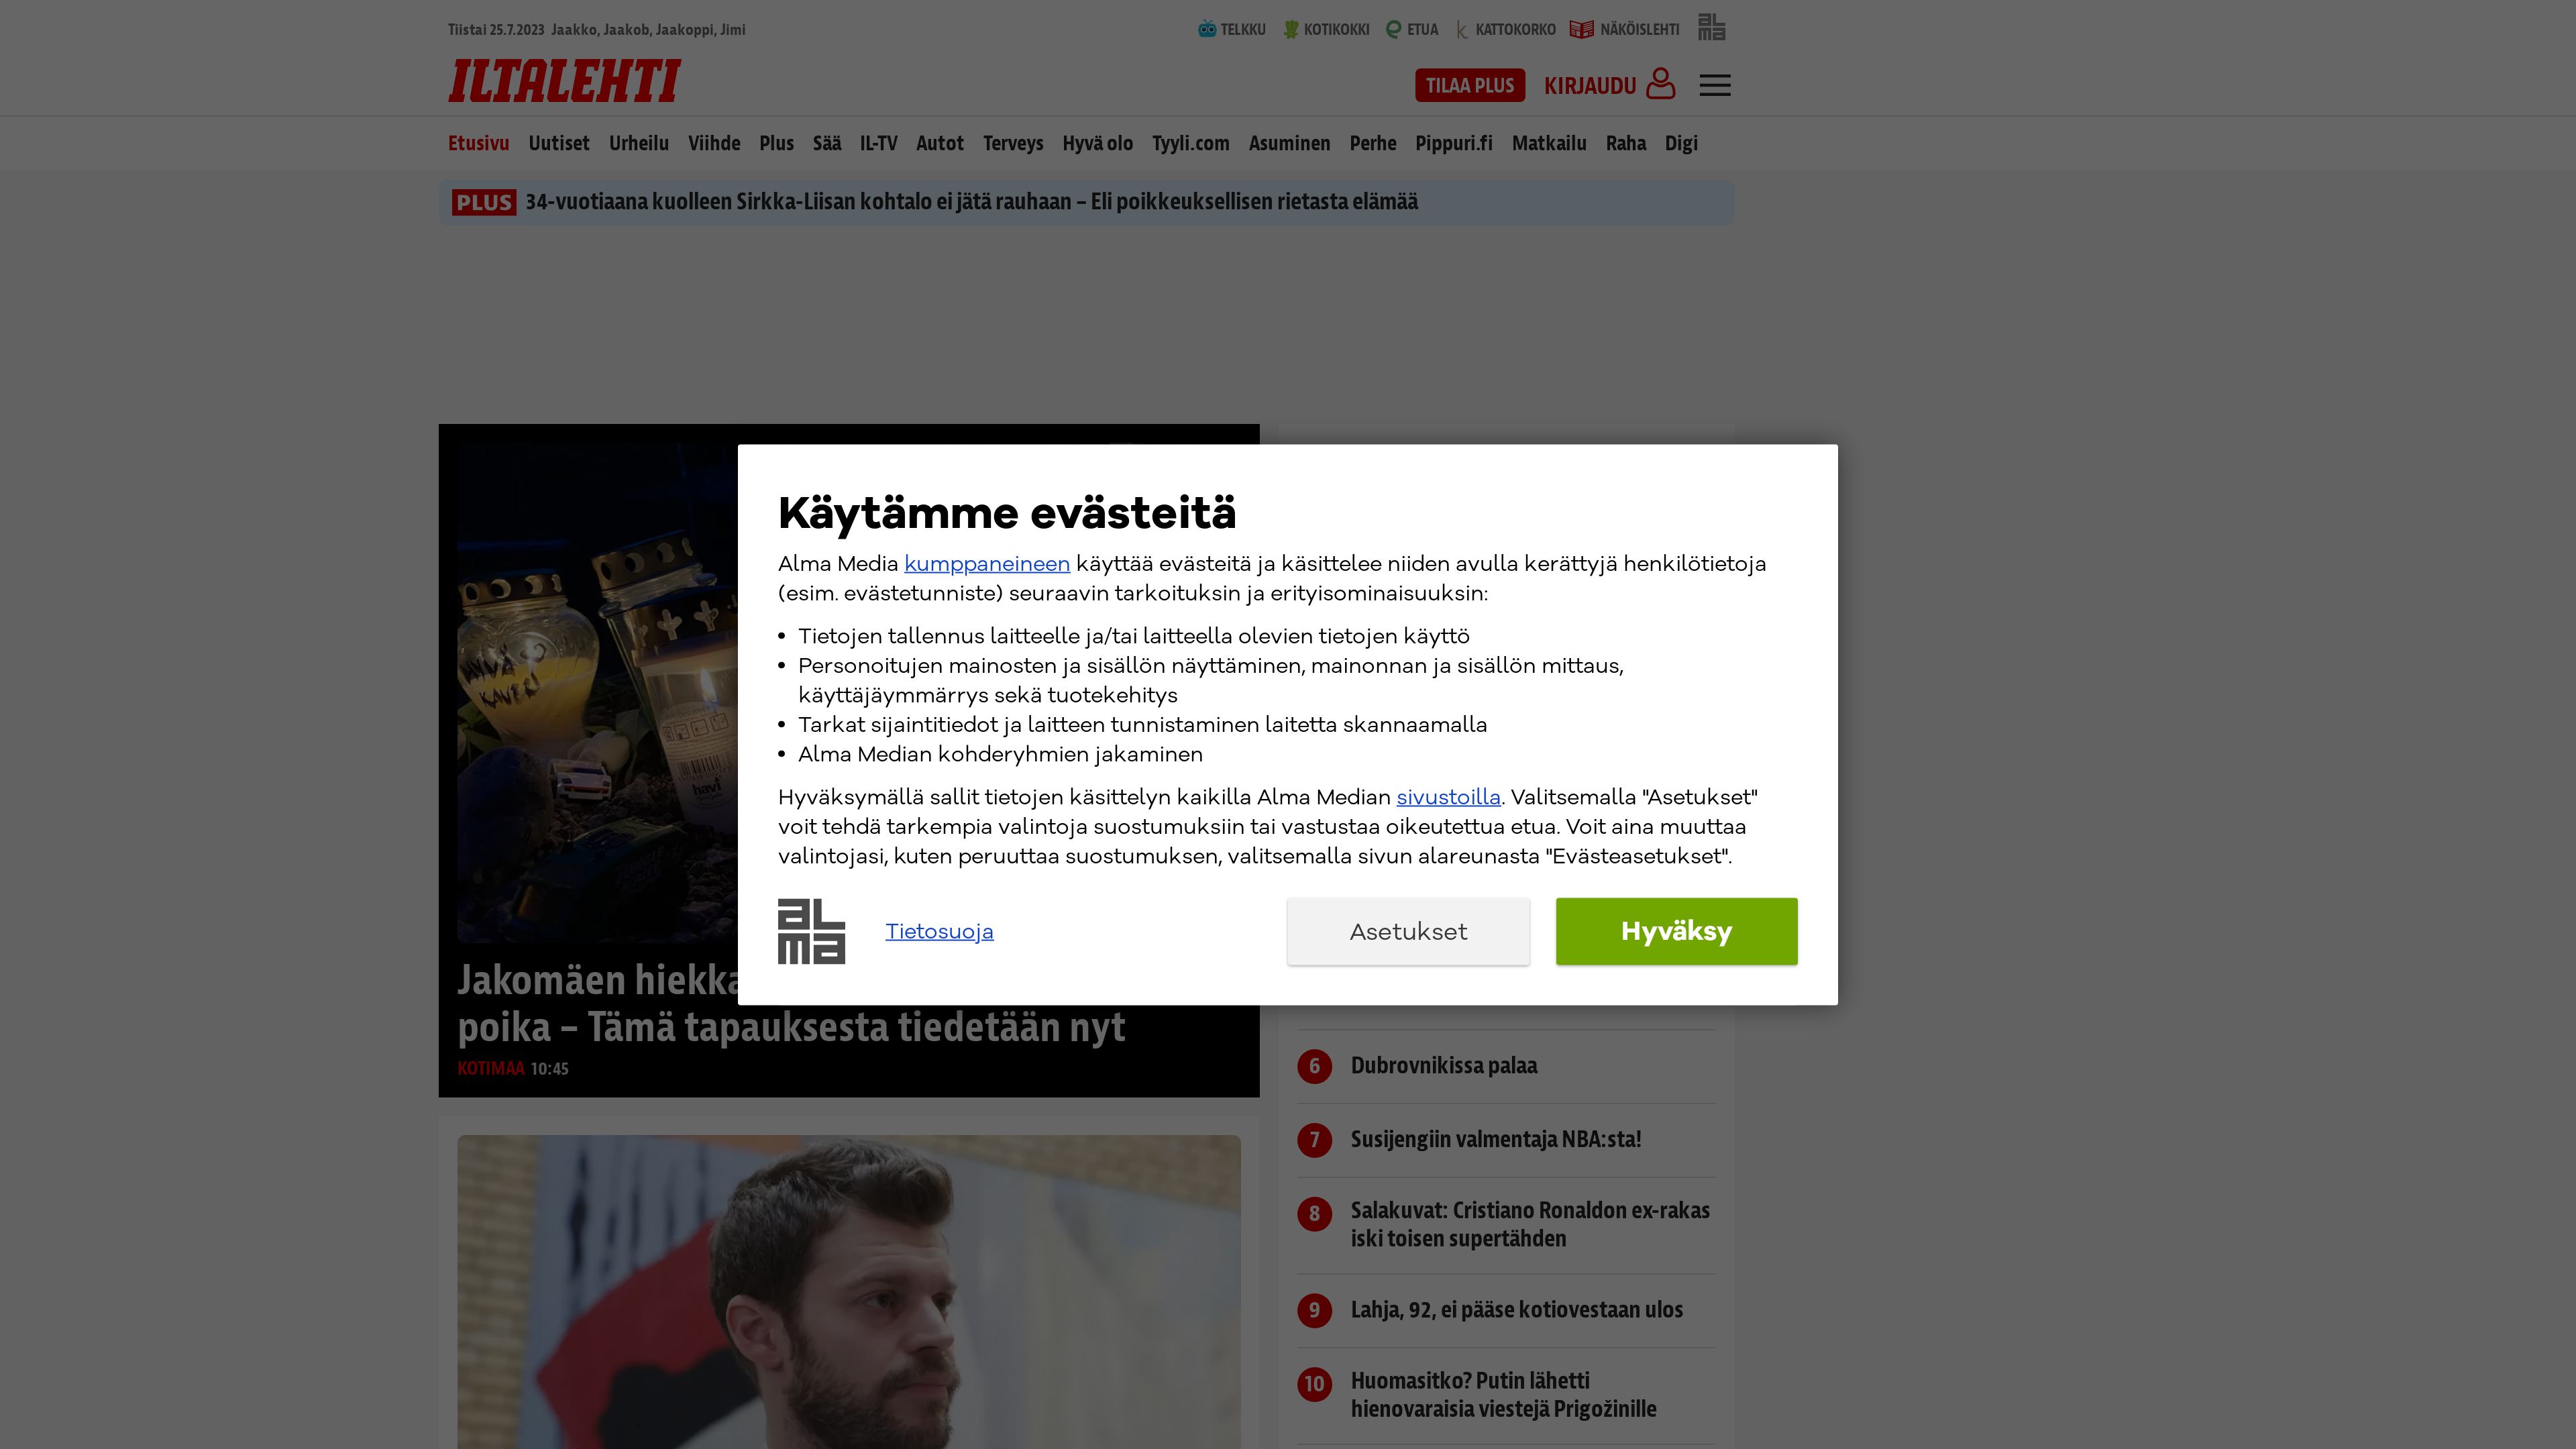 Tiistai 25.7.2023 Jaakko, Jaakob, Jaakoppi, Jimi
TELKKU KOTIKOKKI ETUA KATTOKORKO NÄKÖISLEHTI
ILTALEHTI
TILAA PLUS KIRJAUDU
Etusivu Uutiset Urheilu Viihde Plus Sää IL-TV Autot Terveys Hyvä olo Tyyli.com Asuminen Perhe Pippuri.fi Matkailu Raha Digi
PLUS 34-vuotiaana kuolleen Sirkka-Liisan kohtalo ei jätä rauhaan – Eli poikkeuksellisen rietasta elämää
Käytämme evästeitä
Alma Media kumppaneineen käyttää evästeitä ja käsittelee niiden avulla kerättyjä henkilötietoja
(esim. evästetunniste) seuraavin tarkoituksin ja erityisominaisuuksin:
• Tietojen tallennus laitteelle ja/tai laitteella olevien tietojen käyttö
• Personoitujen mainosten ja sisällön näyttäminen, mainonnan ja sisällön mittaus,
käyttäjäymmärrys sekä tuotekehitys
• Tarkat sijaintitiedot ja laitteen tunnistaminen laitetta skannaamalla
• Alma Median kohderyhmien jakaminen
Hyväksymällä sallit tietojen käsittelyn kaikilla Alma Median sivustoilla. Valitsemalla "Asetukset"
voit tehdä tarkempia valintoja suostumuksiin tai vastustaa oikeutettua etua. Voit aina muuttaa
valintojasi, kuten peruuttaa suostumuksen, valitsemalla sivun alareunasta "Evästeasetukset".
aLma Tietosuoja Asetukset Hyväksy
Jakomäen hiekka
poika – Tämä tapauksesta tiedetään nyt
KOTIMAA 10:45
6 Dubrovnikissa palaa
7 Susijengiin valmentaja NBA:sta!
8 Salakuvat: Cristiano Ronaldon ex-rakas
iski toisen supertähden
9 Lahja, 92, ei pääse kotiovestaan ulos
10 Huomasitko? Putin lähetti
hienovaraisia viestejä Prigožinille